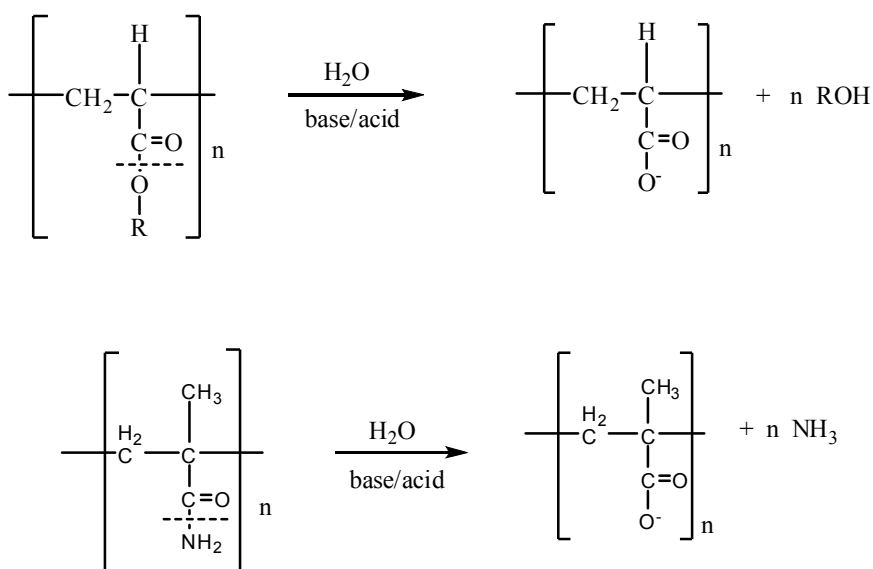 H
H
H2O
CH2
C
CH2
C
+ n ROH
base/acid
C=O
n
C=O
n
O
O-
R
CH3
CH3
H2
C
C
H2O
H2
C
C
+ n NH3
base/acid
C=O
n
C=O
NH2
O-
n